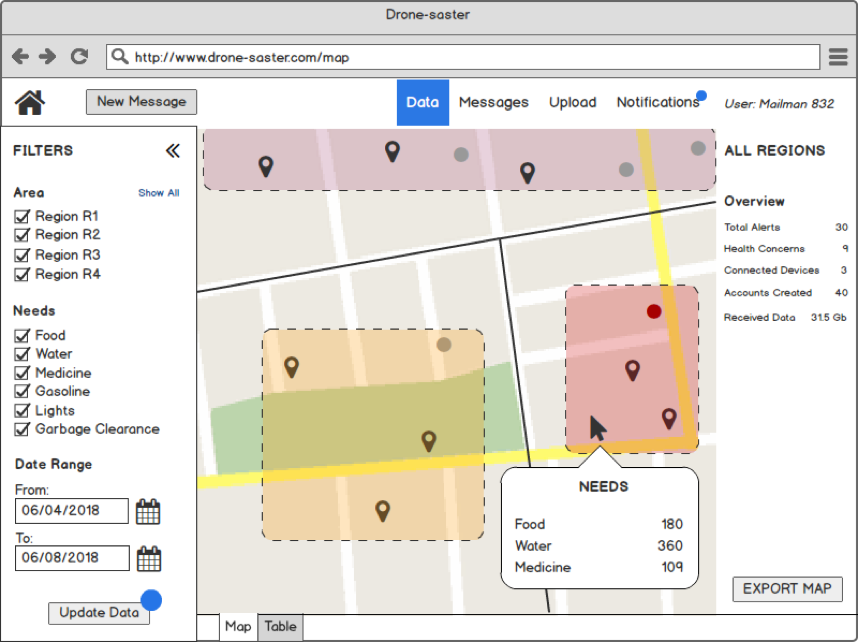 Drone-saster
http://www.drone-saster.com/map
New Message
Data Messages Upload Notifications User: Mailman 832
FILTERS
Area Show All
Region R1
Region R2
Region R3
Region R4
Needs
Food
Water
Medicine
Gasoline
Lights
Garbage Clearance
Date Range
From:
06/04/2018
To:
06/08/2018
Update Data
NEEDS
Food 180
Water 360
Medicine 109
Map Table
ALL REGIONS
Overview
Total Alerts 30
Health Concerns 9
Connected Devices 3
Accounts Created 40
Received Data 31.5 Gb
EXPORT MAP